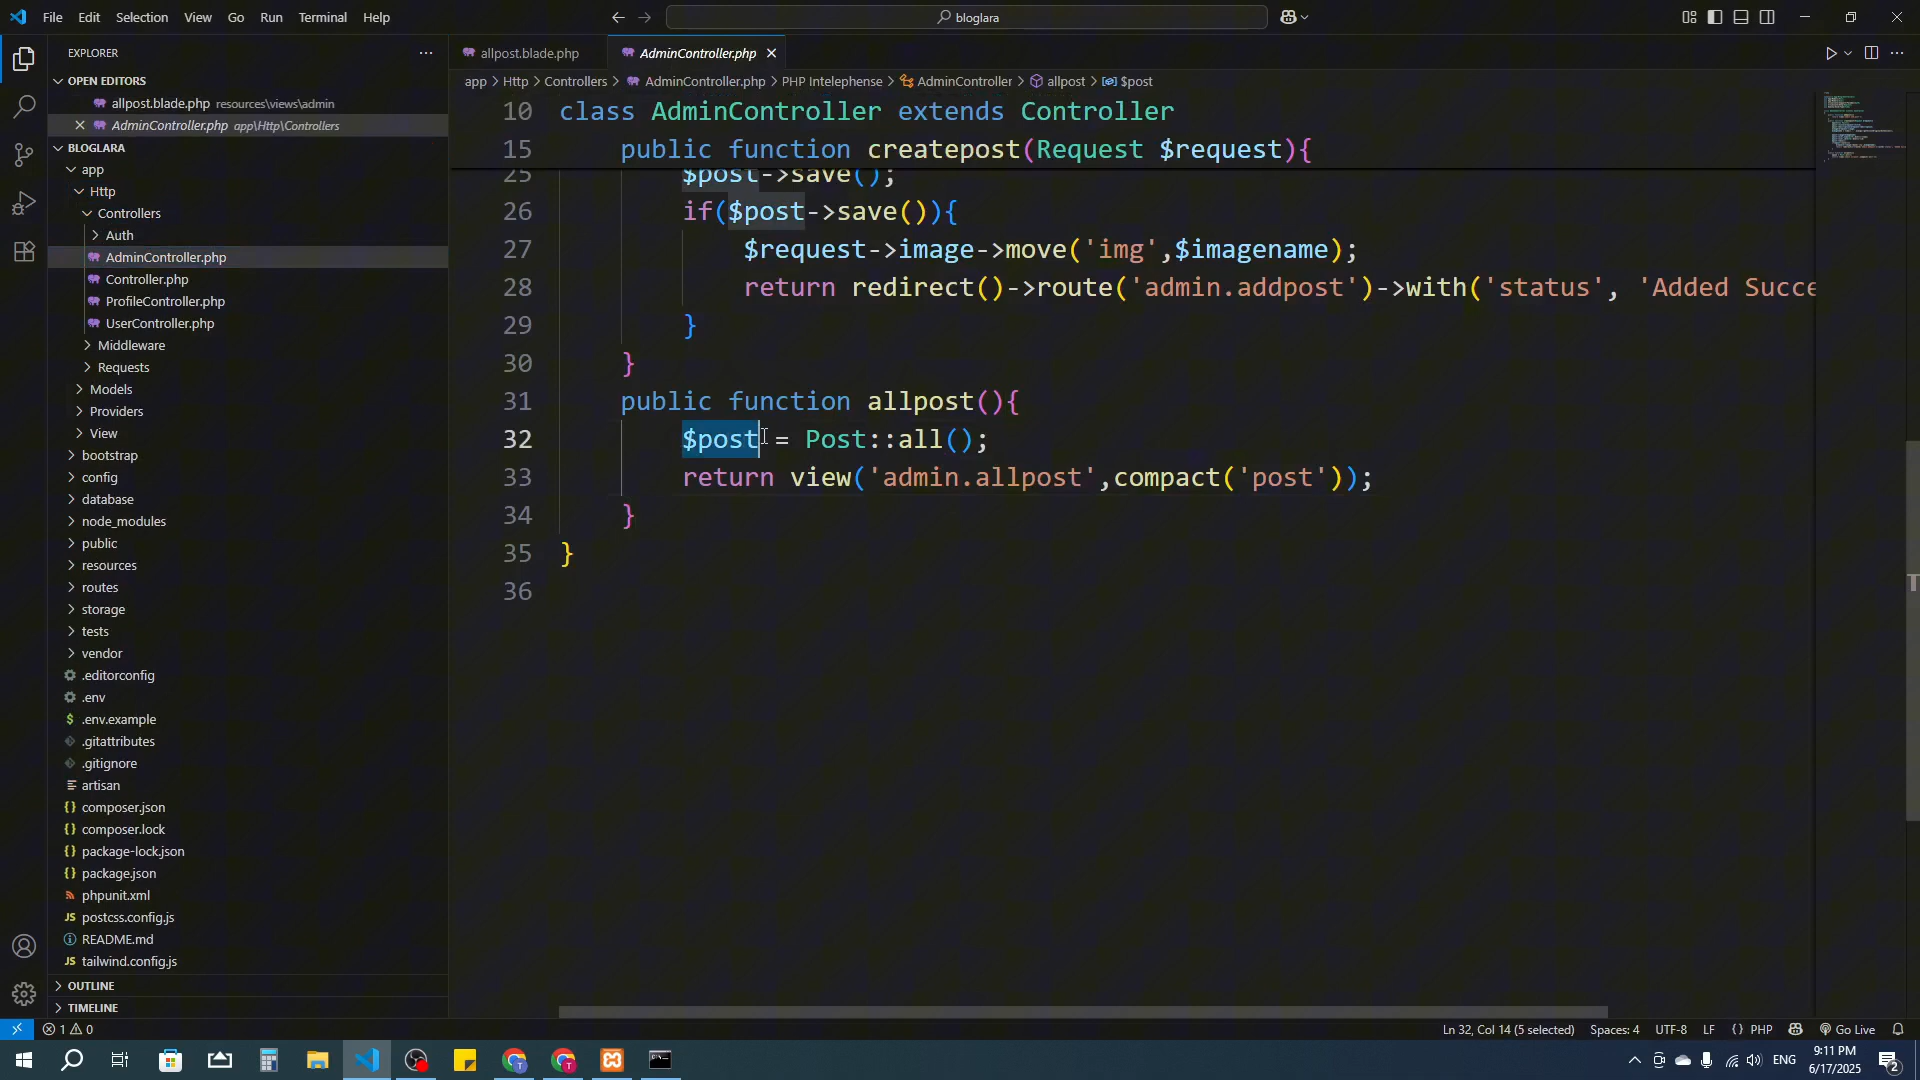 File Edit Selection View Go Run Terminal Help
bloglara
EXPLORER
OPEN EDITORS
allpost.blade.php resources\views\admin
AdminController.php app\Http\Controllers
BLOGLARA
app
Http
Controllers
Auth
AdminController.php
Controller.php
ProfileController.php
UserController.php
Middleware
Requests
Models
Providers
View
bootstrap
config
database
node_modules
public
resources
routes
storage
tests
vendor
.editorconfig
.env
$ .env.example
.gitattributes
.gitignore
artisan
{} composer.json
{} composer.lock
{} package-lock.json
{} package.json
phpunit.xml
JS postcss.config.js
README.md
JS tailwind.config.js
OUTLINE
TIMELINE
allpost.blade.php AdminController.php
app > Http > Controllers > AdminController.php > PHP Intelephense > AdminController > allpost > $post
10 class AdminController extends Controller
15 public function createpost(Request $request){
25 $post->save();
26 if($post->save()){
27 $request->image->move('img',$imagename);
28 return redirect()->route('admin.addpost')->with('status', 'Added Succe
29 }
30 }
31 public function allpost(){
32 $post = Post::all();
33 return view('admin.allpost',compact('post'));
34 }
35 }
36
1 0 Ln 32, Col 14 (5 selected) Spaces: 4 UTF-8 LF {} PHP Go Live
ENG 9:11 PM
6/17/2025
2